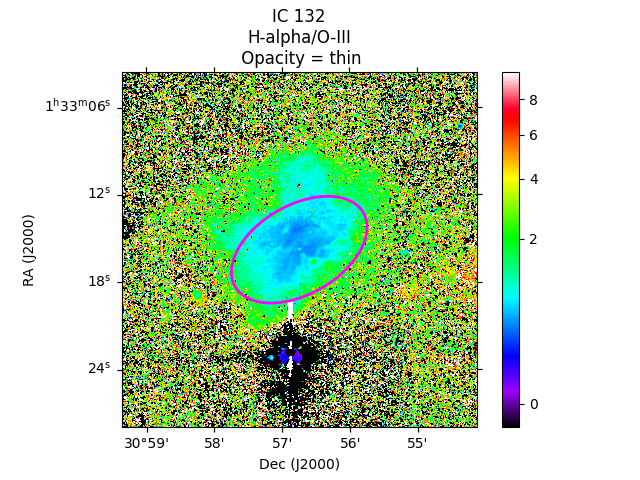 IC 132
H-alpha/O-III
Opacity = thin
1ʰ33ᵐ06ˢ
12ˢ
18ˢ
24ˢ
RA (J2000)
30°59'
58'
57'
56'
55'
Dec (J2000)
8
6
4
2
0